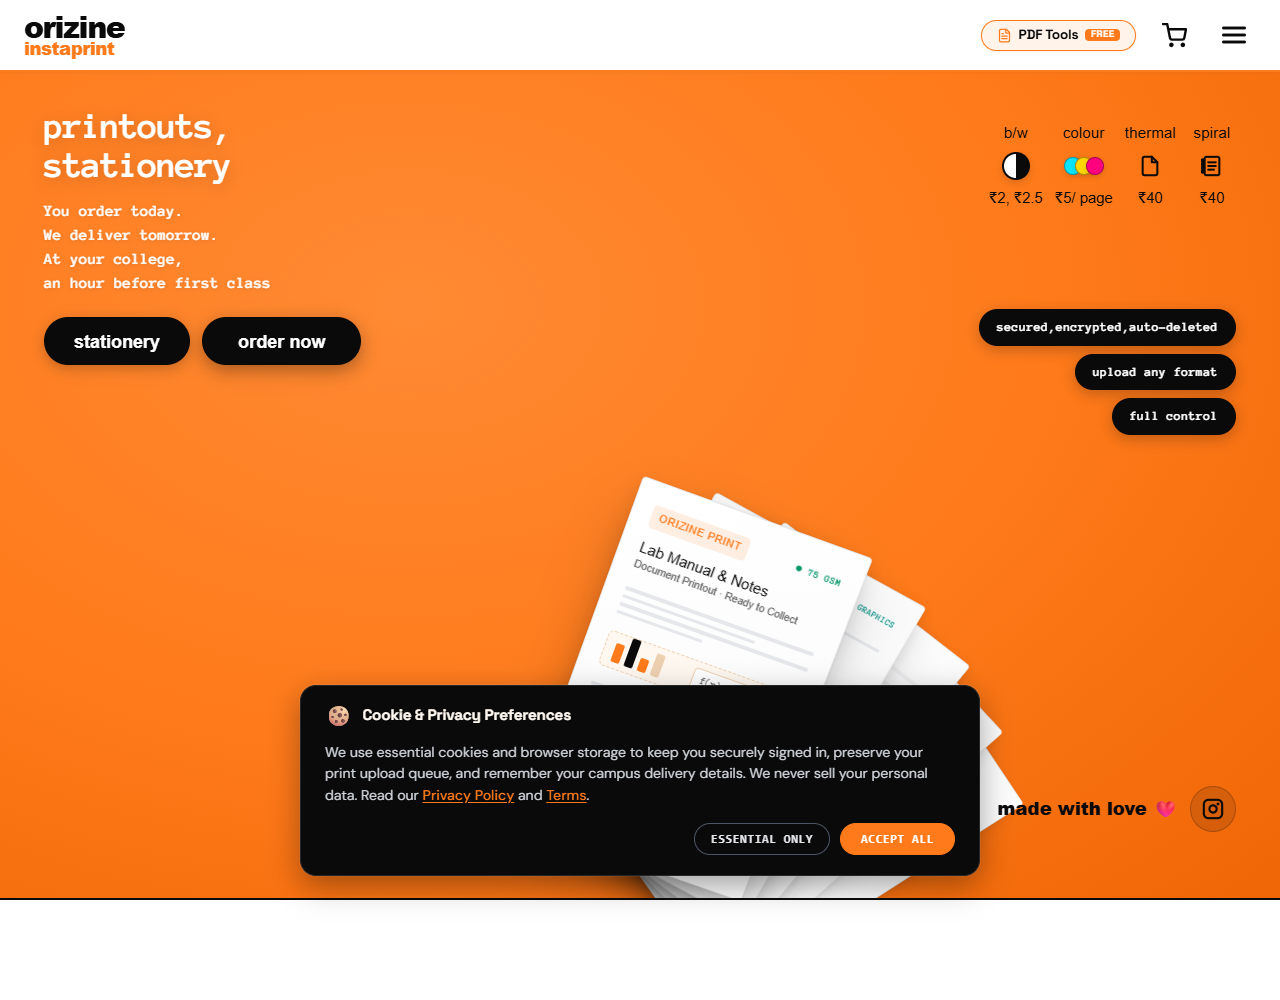 orizine
instaprint
PDF Tools FREE
printouts,
stationery
You order today.
We deliver tomorrow.
At your college,
an hour before first class
stationery
order now
b/w colour thermal spiral
₹2, ₹2.5 ₹5/ page ₹40 ₹40
secured,encrypted,auto-deleted
upload any format
full control
ORIZINE PRINT
75 GSM
Lab Manual & Notes
Document Printout · Ready to Collect
GRAPHICS
Cookie & Privacy Preferences
We use essential cookies and browser storage to keep you securely signed in, preserve your
print upload queue, and remember your campus delivery details. We never sell your personal
data. Read our Privacy Policy and Terms.
ESSENTIAL ONLY
ACCEPT ALL
made with love